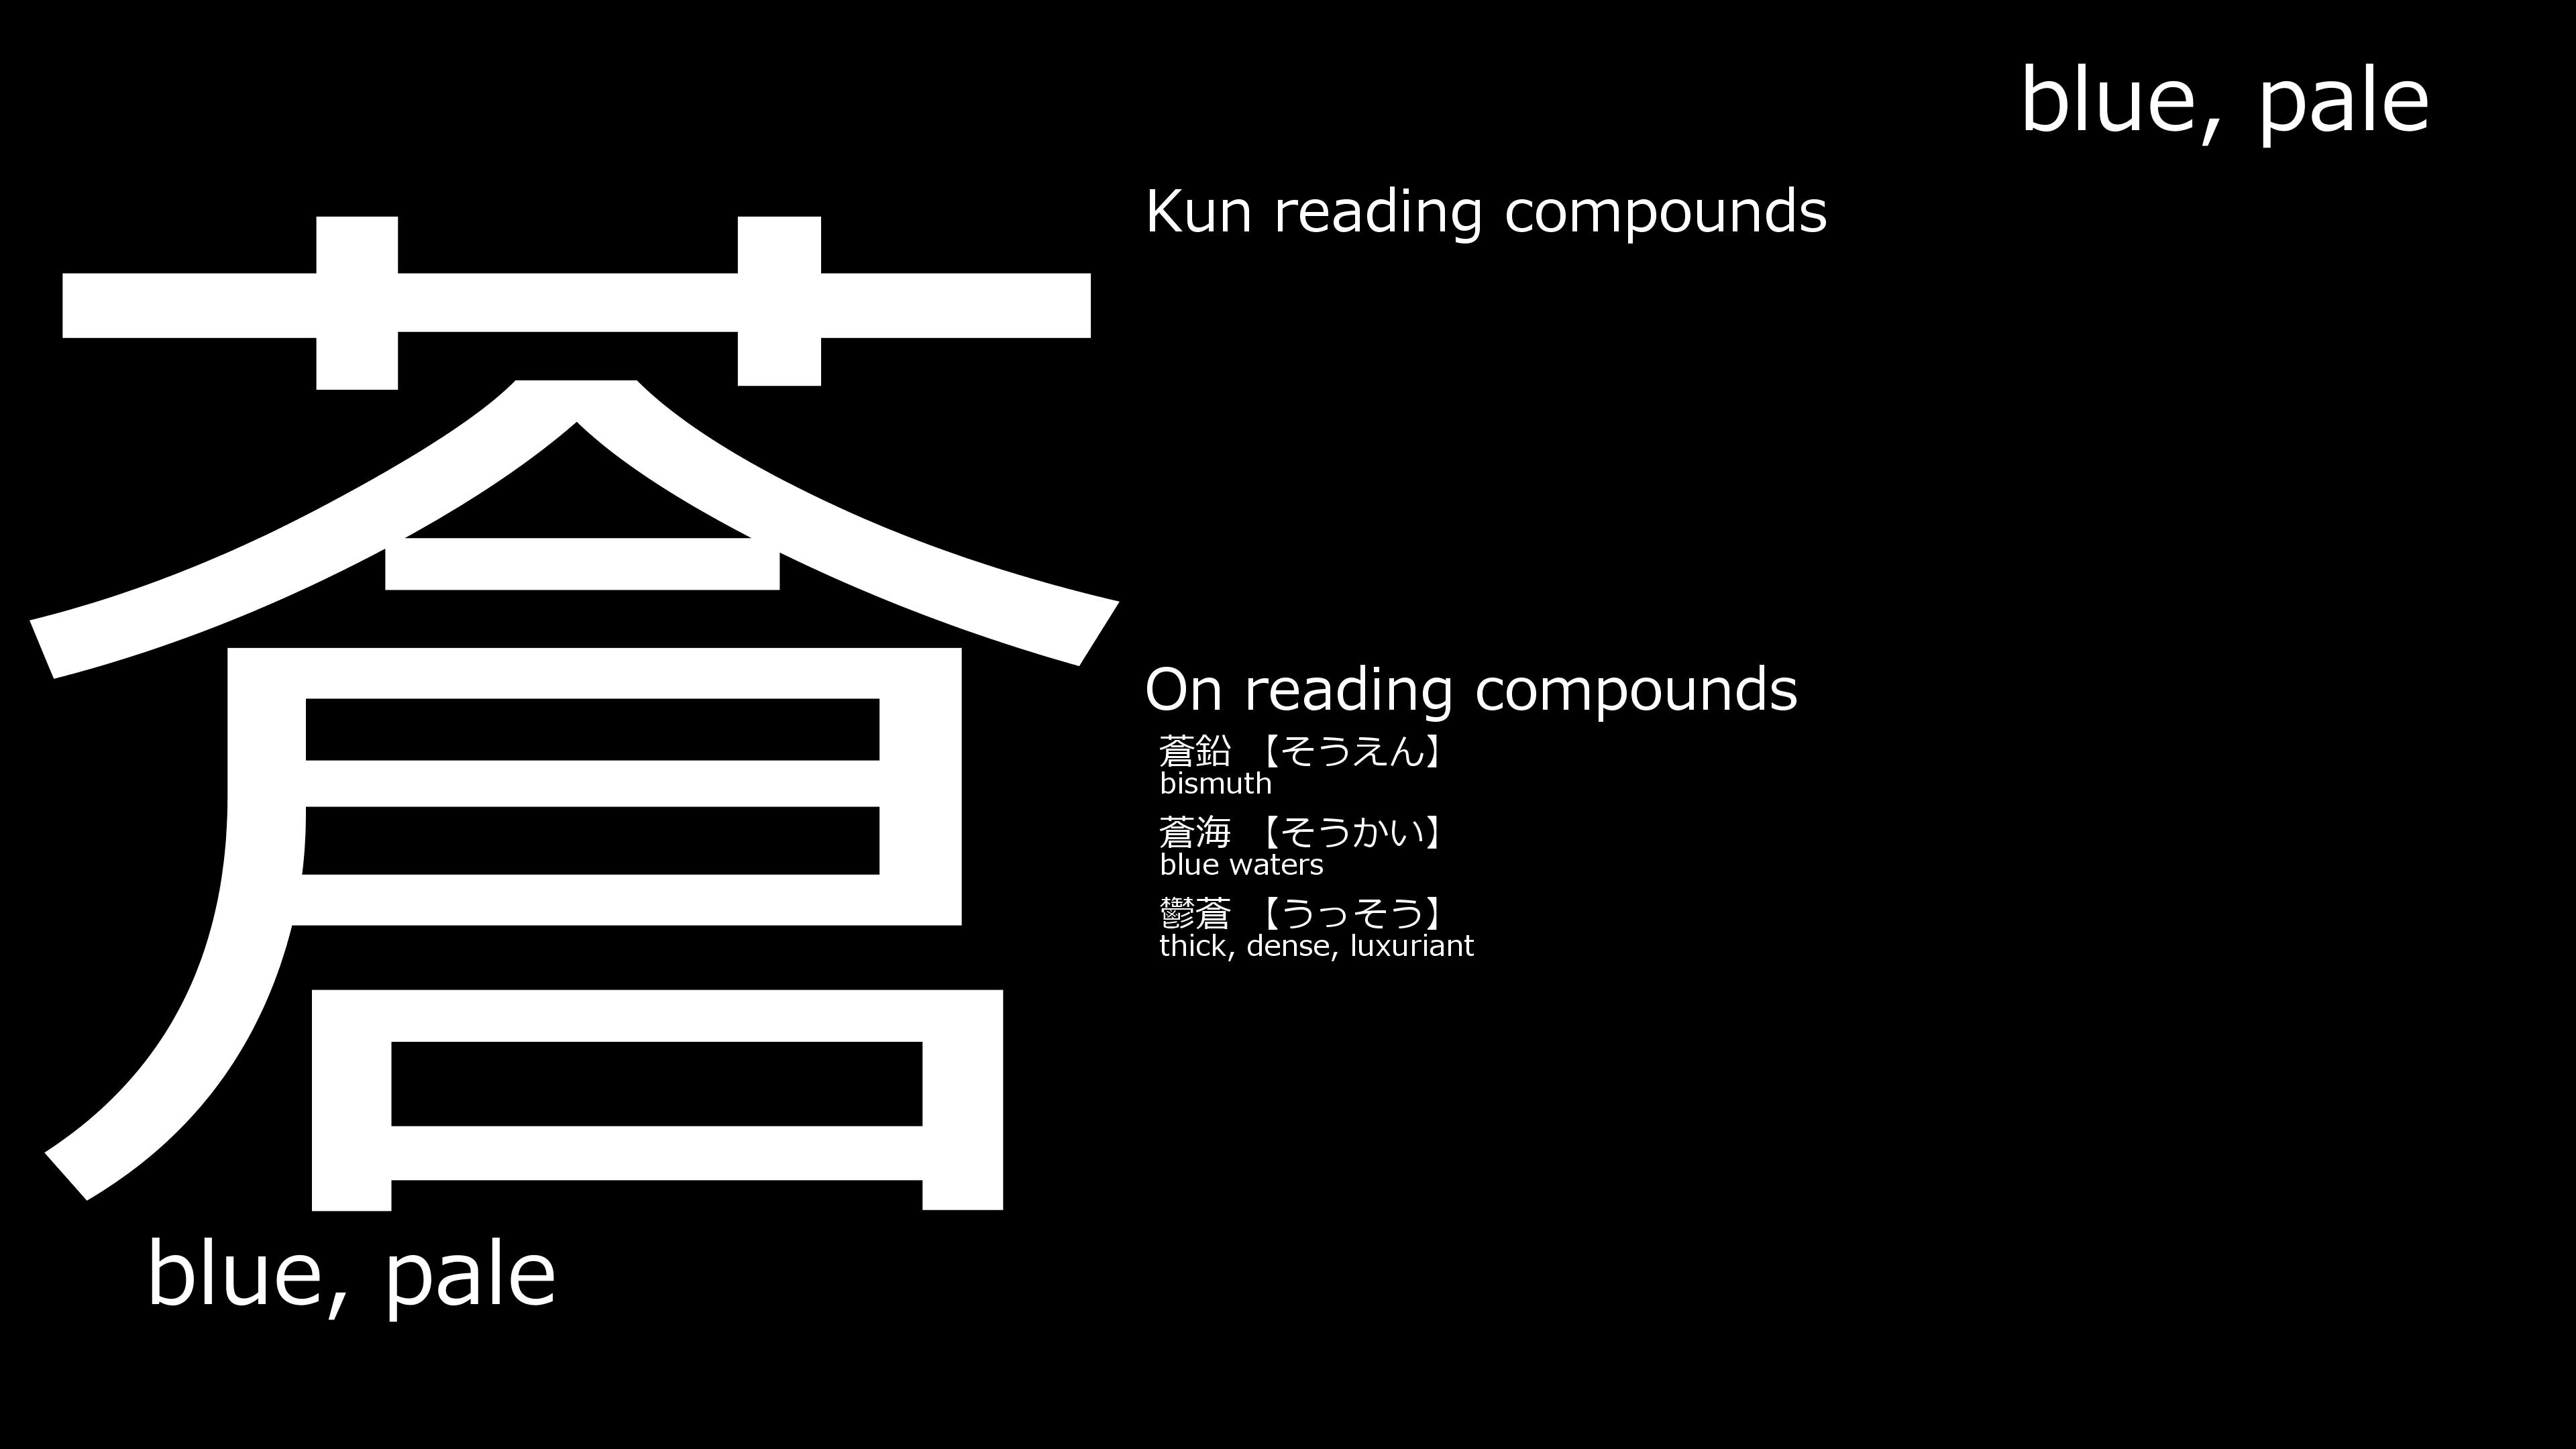 blue, pale
蒼
blue, pale
Kun reading compounds
On reading compounds
蒼鉛 【そうえん】
bismuth
蒼海 【そうかい】
blue waters
鬱蒼 【うっそう】
thick, dense, luxuriant